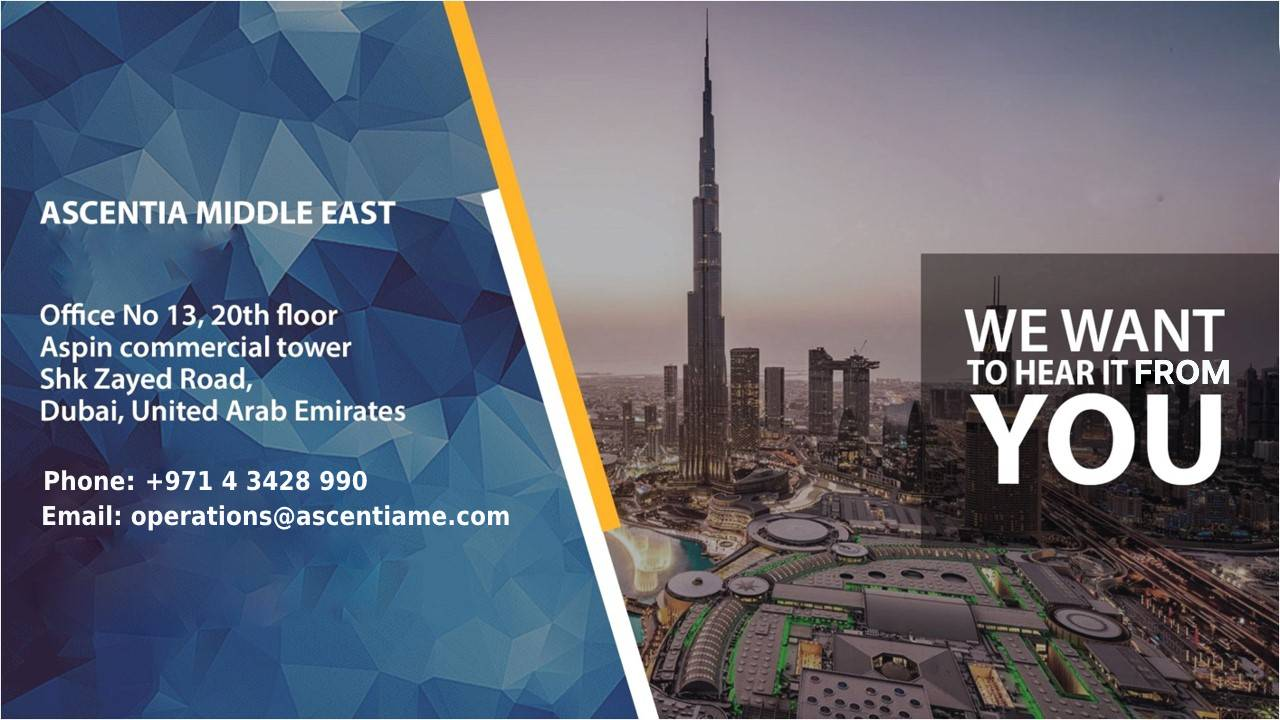 ASCENTIA MIDDLE EAST
Office No 13, 20th floor
Aspin commercial tower
Shk Zayed Road,
Dubai, United Arab Emirates
Phone: +971 4 3428 990
Email: operations@ascentiame.com
WE WANT
TO HEAR IT FROM
YOU